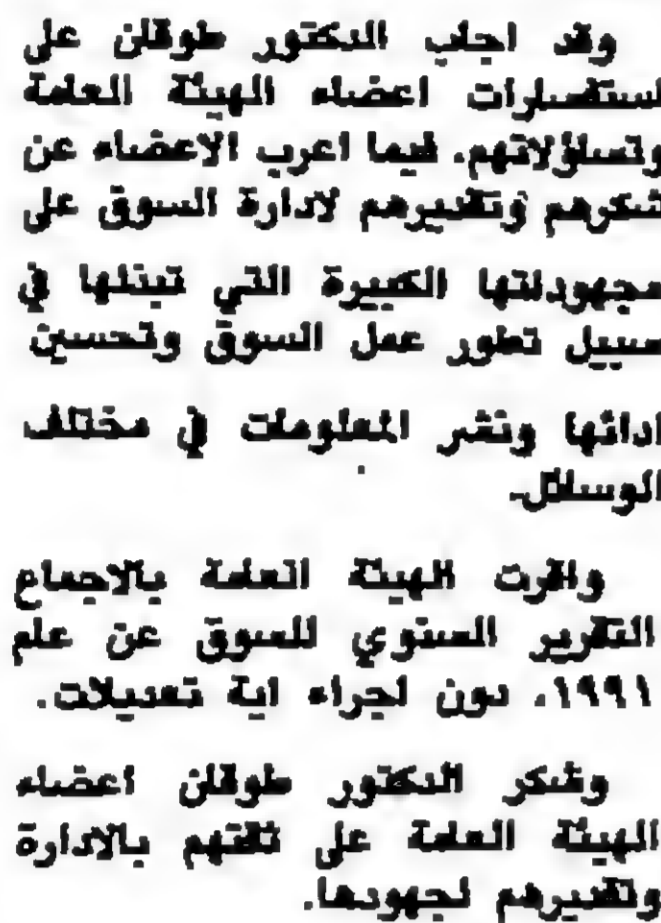 وقد اجاب الدكتور طوقان على
استفسارات اعضاء الهيئة العامة
وتساؤلاتهم. فيما اعرب الاعضاء عن
شكرهم وتقديرهم لادارة السوق على
مجهوداتها الكبيرة التي تبذلها في
سبيل تطور عمل السوق وتحسين
ادائها ونشر المعلومات في مختلف
الوسائل.
واقرت الهيئة العامة بالاجماع
التقرير السنوي للسوق عن عام
١٩٩١، دون اجراء اية تعديلات.
وشكر الدكتور طوقان اعضاء
الهيئة العامة على ثقتهم بالادارة
وتقديرهم لجهودها.